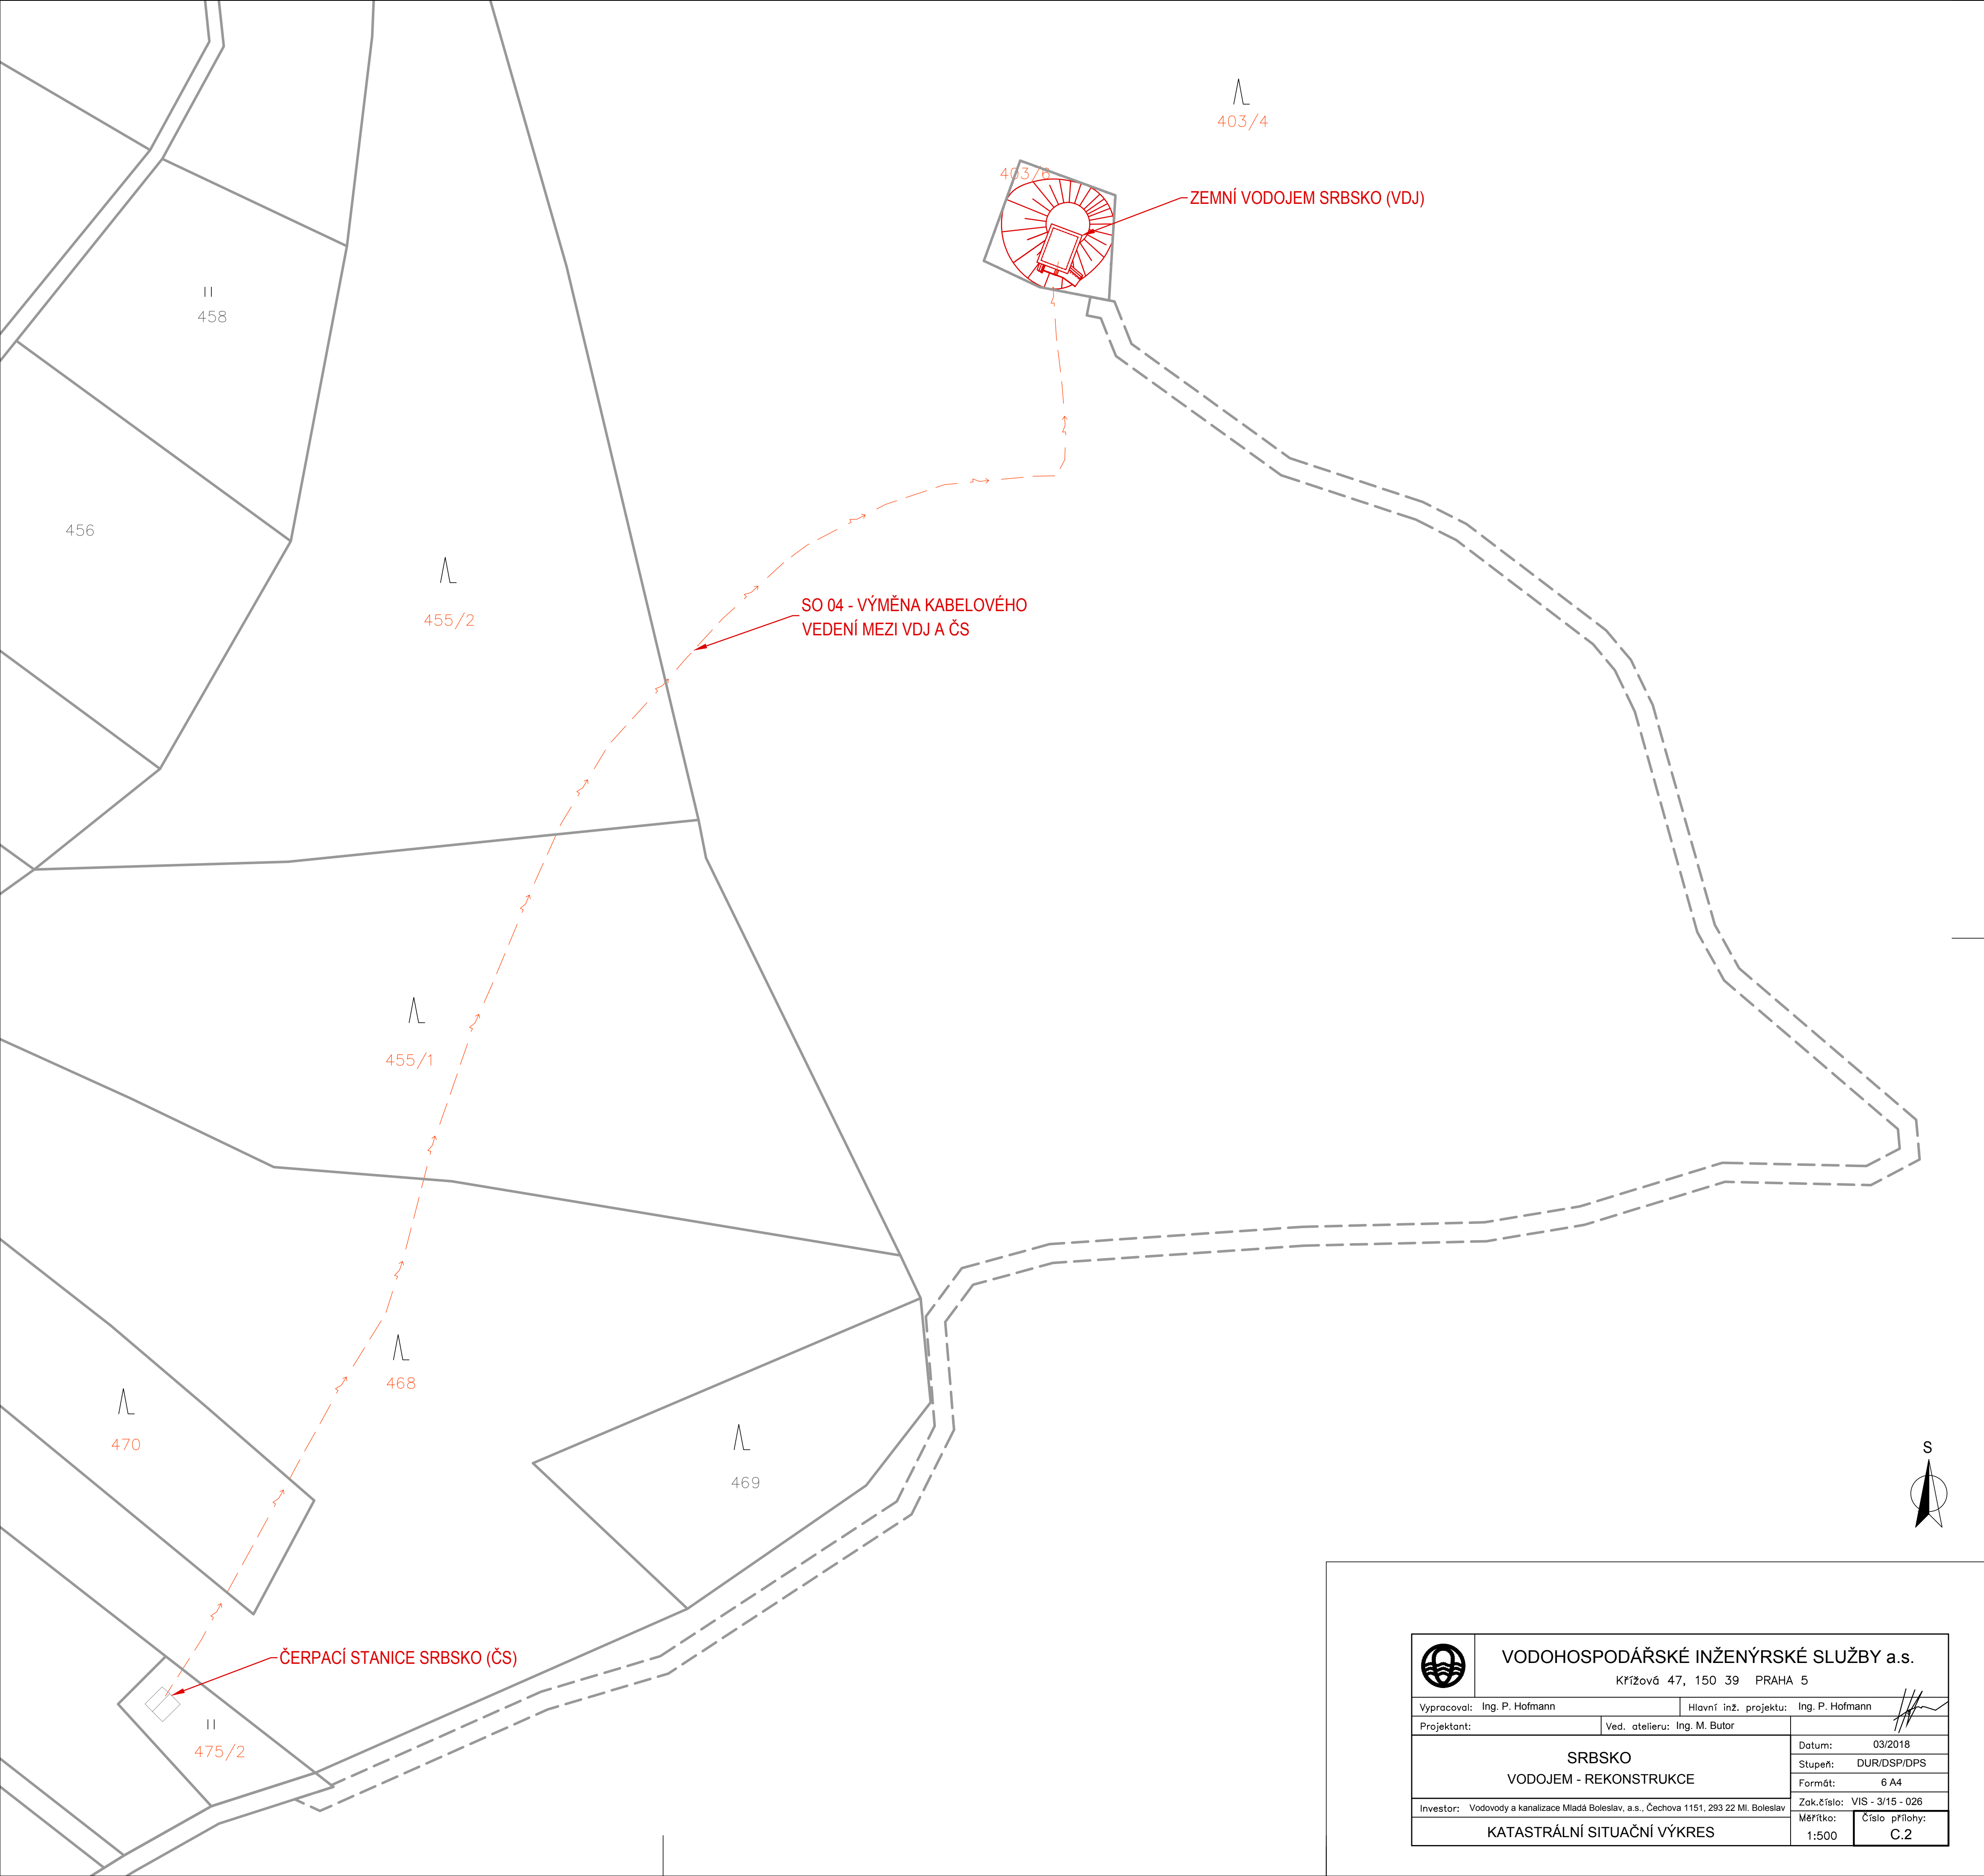 403/4
403/6
ZEMNÍ VODOJEM SRBSKO (VDJ)
458
456
455/2
SO 04 - VÝMĚNA KABELOVÉHO
VEDENÍ MEZI VDJ A ČS
455/1
468
470
469
S
ČERPACÍ STANICE SRBSKO (ČS)
475/2
VODOHOSPODÁŘSKÉ INŽENÝRSKÉ SLUŽBY a.s.
Křížová 47, 150 39 PRAHA 5
Vypracoval: Ing. P. Hofmann Hlavní inž. projektu: Ing. P. Hofmann
Projektant: Ved. atelieru: Ing. M. Butor
SRBSKO
VODOJEM - REKONSTRUKCE
Datum: 03/2018
Stupeň: DUR/DSP/DPS
Formát: 6 A4
Investor: Vodovody a kanalizace Mladá Boleslav, a.s., Čechova 1151, 293 22 Ml. Boleslav
Zak.číslo: VIS - 3/15 - 026
KATASTRÁLNÍ SITUAČNÍ VÝKRES
Měřítko:
1:500
Číslo přílohy:
C.2